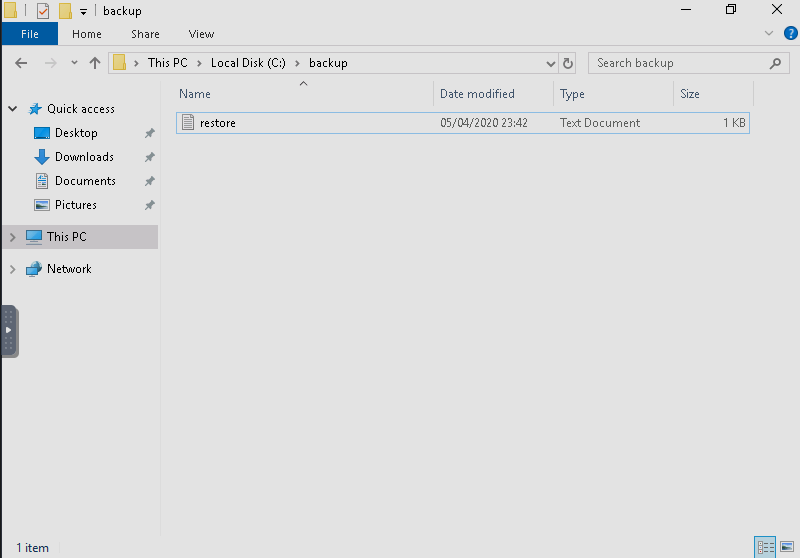 backup
File Home Share View
This PC Local Disk (C:) backup Search backup
Name Date modified Type Size
Quick access
Desktop
Downloads
Documents
Pictures
This PC
Network
restore 05/04/2020 23:42 Text Document 1 KB
1 item